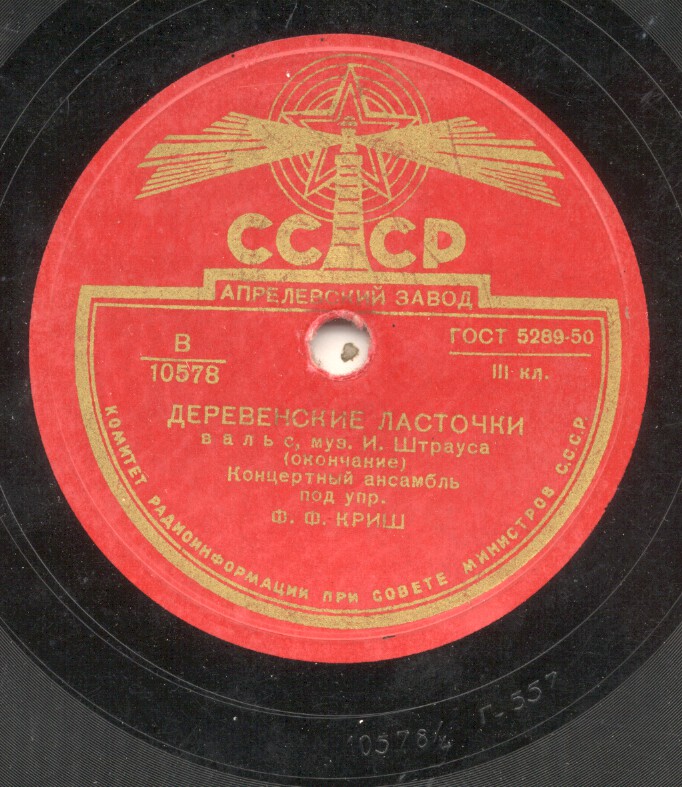 СССР
АПРЕЛЕВСКИЙ ЗАВОД
В
10578
ГОСТ 5289-50
III кл.
ДЕРЕВЕНСКИЕ ЛАСТОЧКИ
вальс, муз. И. Штрауса
(окончание)
Концертный ансамбль
под упр.
Ф. Ф. КРИШ
КОМИТЕТ РАДИОИНФОРМАЦИИ ПРИ СОВЕТЕ МИНИСТРОВ С.С.С.Р.
10578/
Г-557